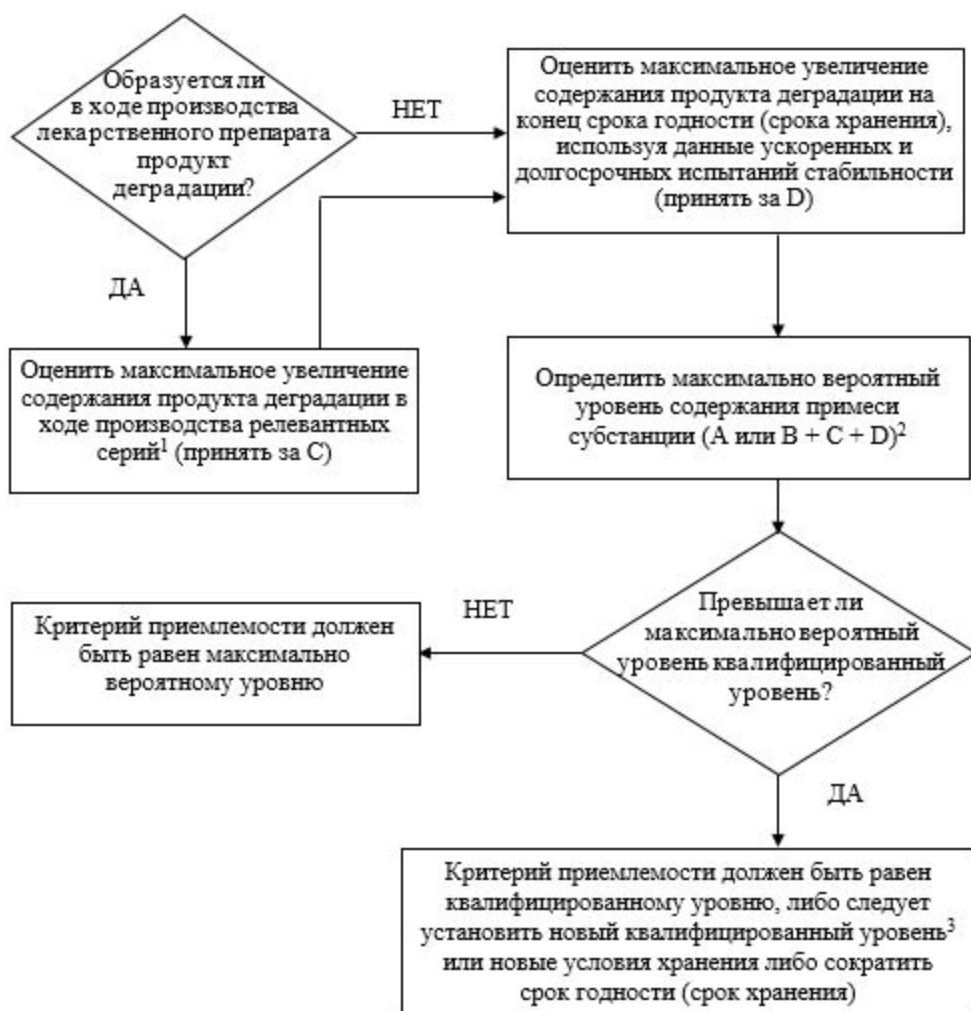 Образуется ли
в ходе производства
лекарственного препарата
продукт
деградации?
НЕТ
Оценить максимальное увеличение
содержания продукта деградации на
конец срока годности (срока хранения),
используя данные ускоренных и
долгосрочных испытаний стабильности
(принять за D)
ДА
Оценить максимальное увеличение
содержания продукта деградации в
ходе производства релевантных
серий¹ (принять за C)
Определить максимально вероятный
уровень содержания примеси
субстанции (A или B + C + D)²
Превышает ли
максимально вероятный
уровень квалифицированный
уровень?
НЕТ
Критерий приемлемости должен
быть равен максимально
вероятному уровню
ДА
Критерий приемлемости должен быть равен
квалифицированному уровню, либо следует
установить новый квалифицированный уровень³
или новые условия хранения либо сократить
срок годности (срок хранения)